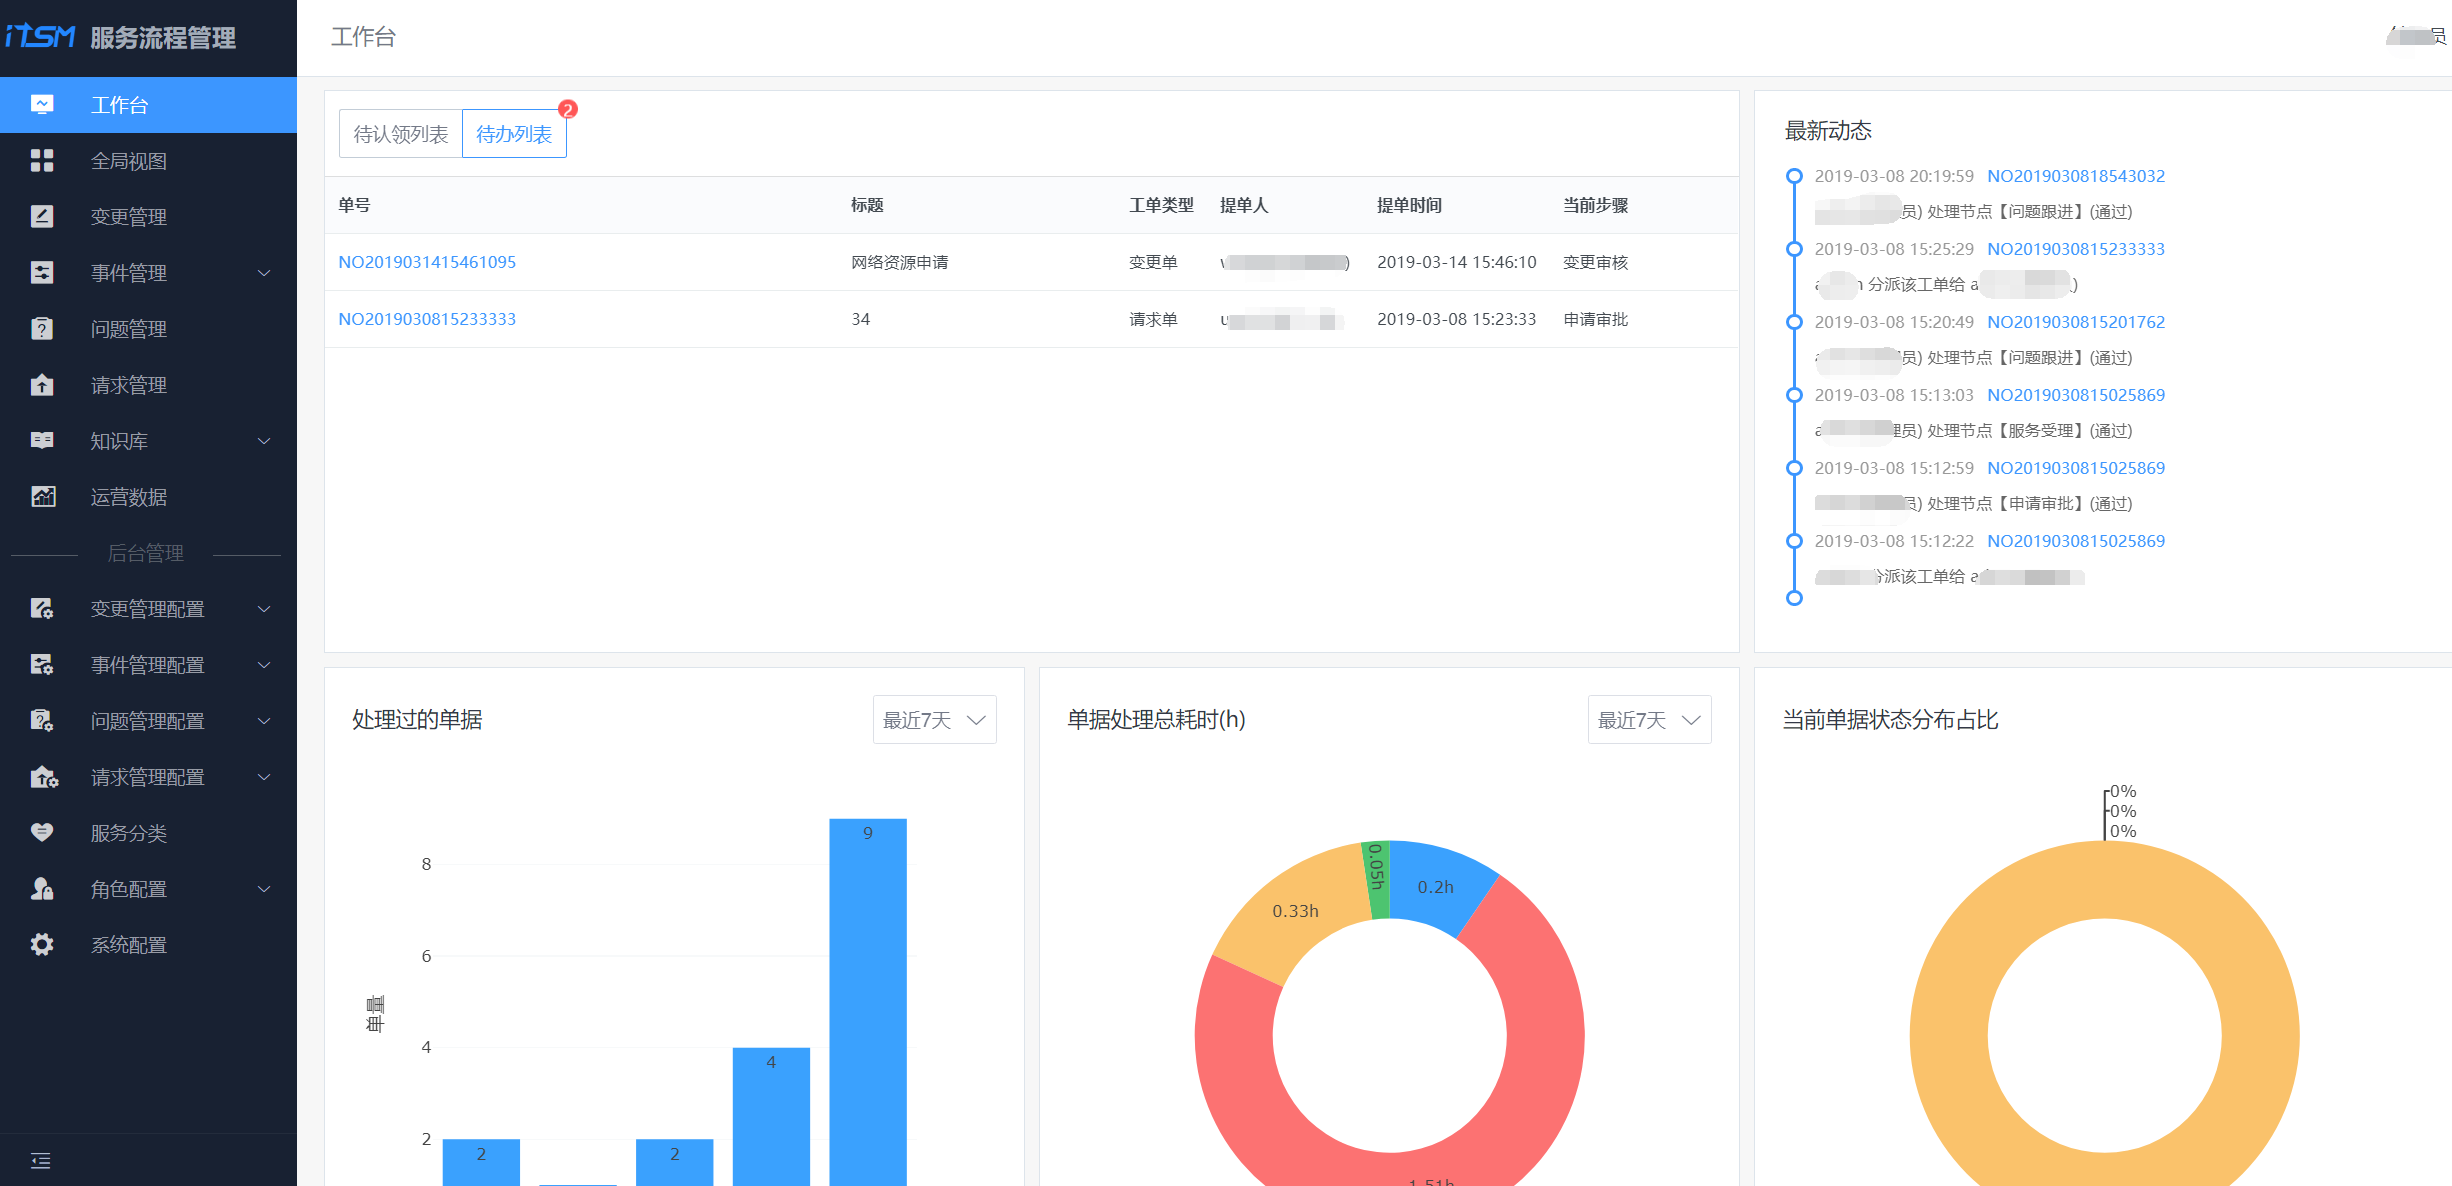 iTSM 服务流程管理
工作台
全局视图
变更管理
事件管理
问题管理
请求管理
知识库
运营数据
后台管理
变更管理配置
事件管理配置
问题管理配置
请求管理配置
服务分类
角色配置
系统配置
工作台
员
待认领列表 待办列表 2
单号 标题 工单类型 提单人 提单时间 当前步骤
NO2019031415461095 网络资源申请 变更单 ) 2019-03-14 15:46:10 变更审核
NO2019030815233333 34 请求单 2019-03-08 15:23:33 申请审批
最新动态
2019-03-08 20:19:59 NO2019030818543032
员) 处理节点【问题跟进】(通过)
2019-03-08 15:25:29 NO2019030815233333
分派该工单给 a )
2019-03-08 15:20:49 NO2019030815201762
员) 处理节点【问题跟进】(通过)
2019-03-08 15:13:03 NO2019030815025869
理员) 处理节点【服务受理】(通过)
2019-03-08 15:12:59 NO2019030815025869
员) 处理节点【申请审批】(通过)
2019-03-08 15:12:22 NO2019030815025869
分派该工单给 a
处理过的单据 最近7天
单量
8
6
4
2
2
2
4
9
单据处理总耗时(h) 最近7天
0.05h
0.2h
0.33h
1.51h
当前单据状态分布占比
0%
0%
0%